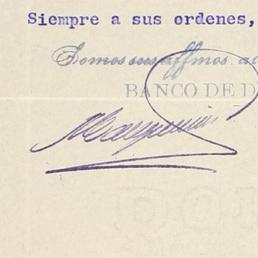 Siempre a sus ordenes,
Somos sus affmos. a
BANCO DE D